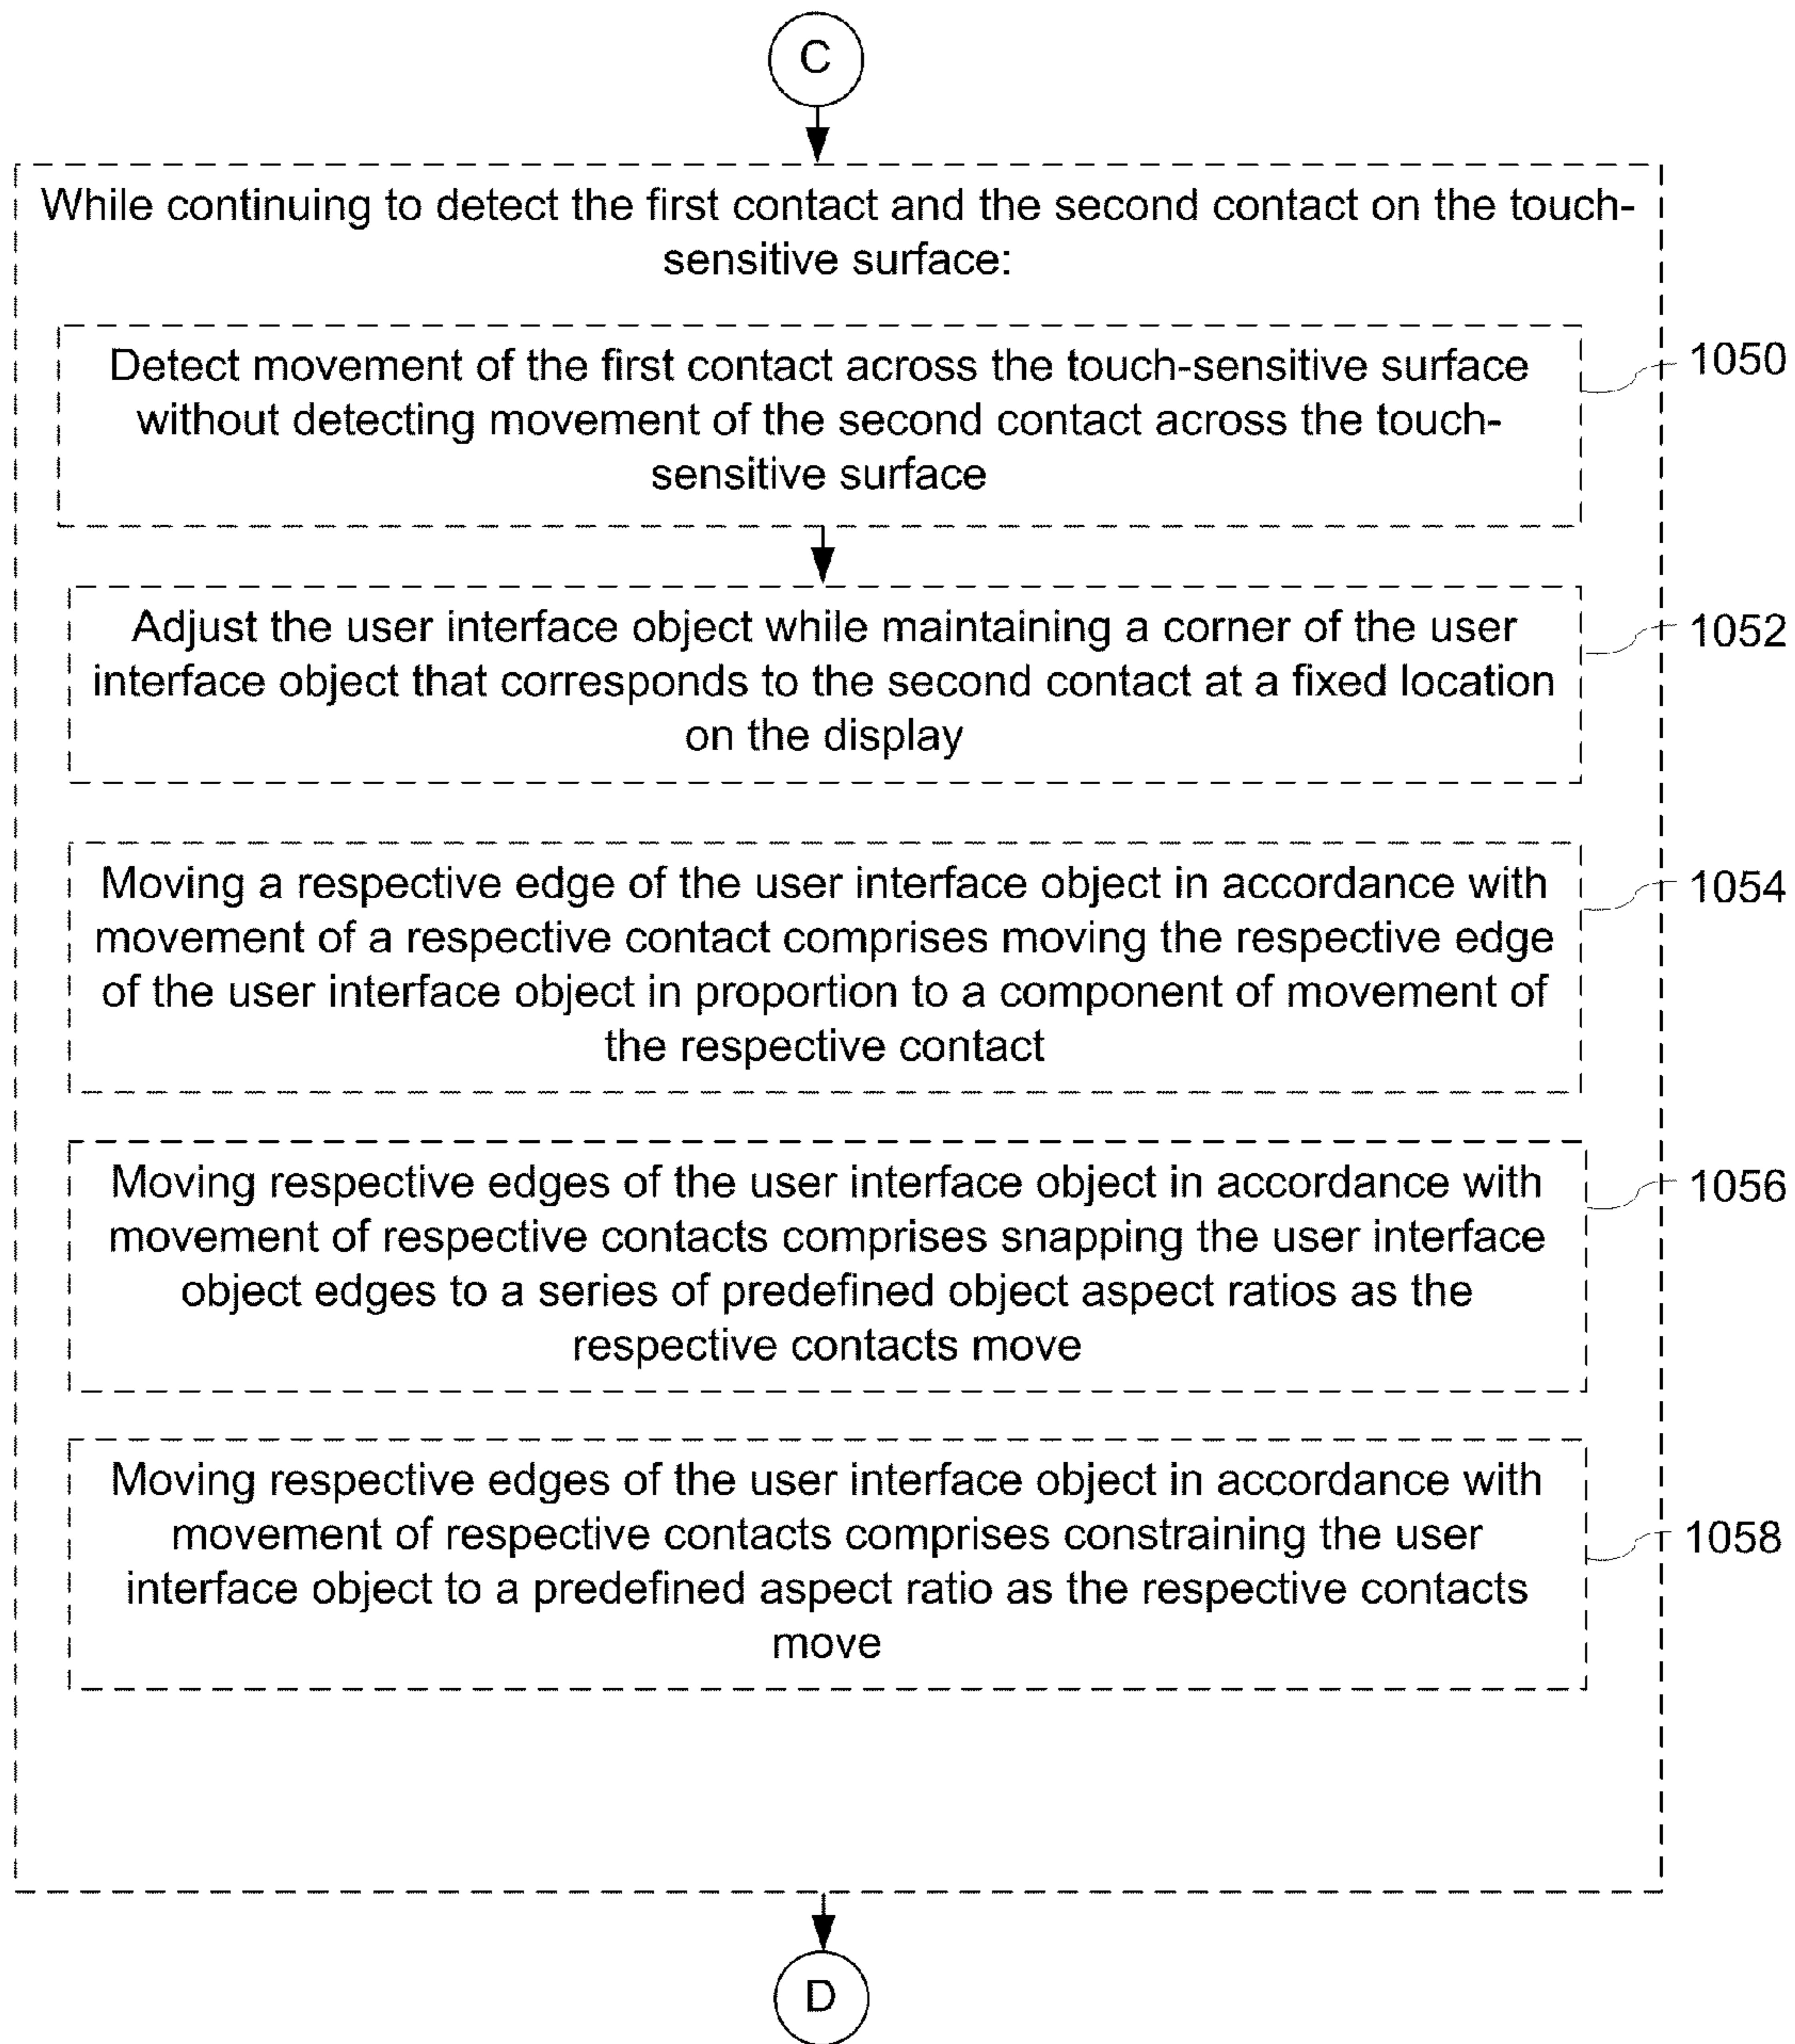 C
While continuing to detect the first contact and the second contact on the touch-
sensitive surface:
Detect movement of the first contact across the touch-sensitive surface
without detecting movement of the second contact across the touch-
sensitive surface
1050
Adjust the user interface object while maintaining a corner of the user
interface object that corresponds to the second contact at a fixed location
on the display
1052
Moving a respective edge of the user interface object in accordance with
movement of a respective contact comprises moving the respective edge
of the user interface object in proportion to a component of movement of
the respective contact
1054
Moving respective edges of the user interface object in accordance with
movement of respective contacts comprises snapping the user interface
object edges to a series of predefined object aspect ratios as the
respective contacts move
1056
Moving respective edges of the user interface object in accordance with
movement of respective contacts comprises constraining the user
interface object to a predefined aspect ratio as the respective contacts
move
1058
D